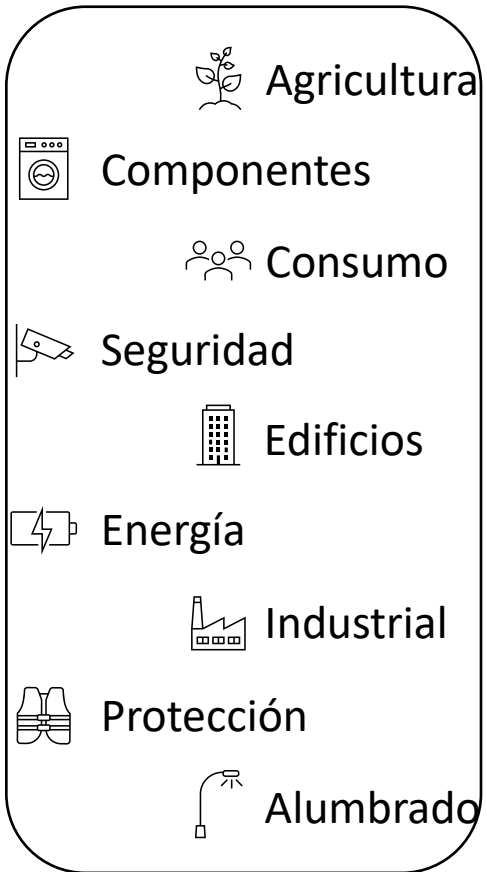 Agricultura
Componentes
Consumo
Seguridad
Edificios
Energía
Industrial
Protección
Alumbrado